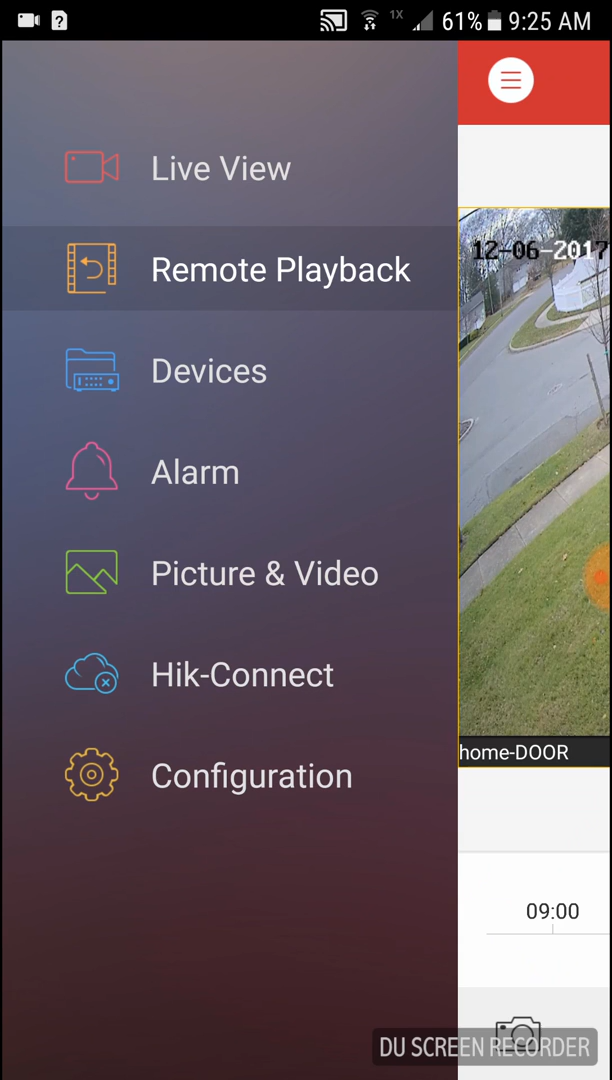 1X 61% 9:25 AM
Live View
12-06-2017
Remote Playback
Devices
Alarm
Picture & Video
Hik-Connect
home-DOOR
Configuration
09:00
DU SCREEN RECORDER